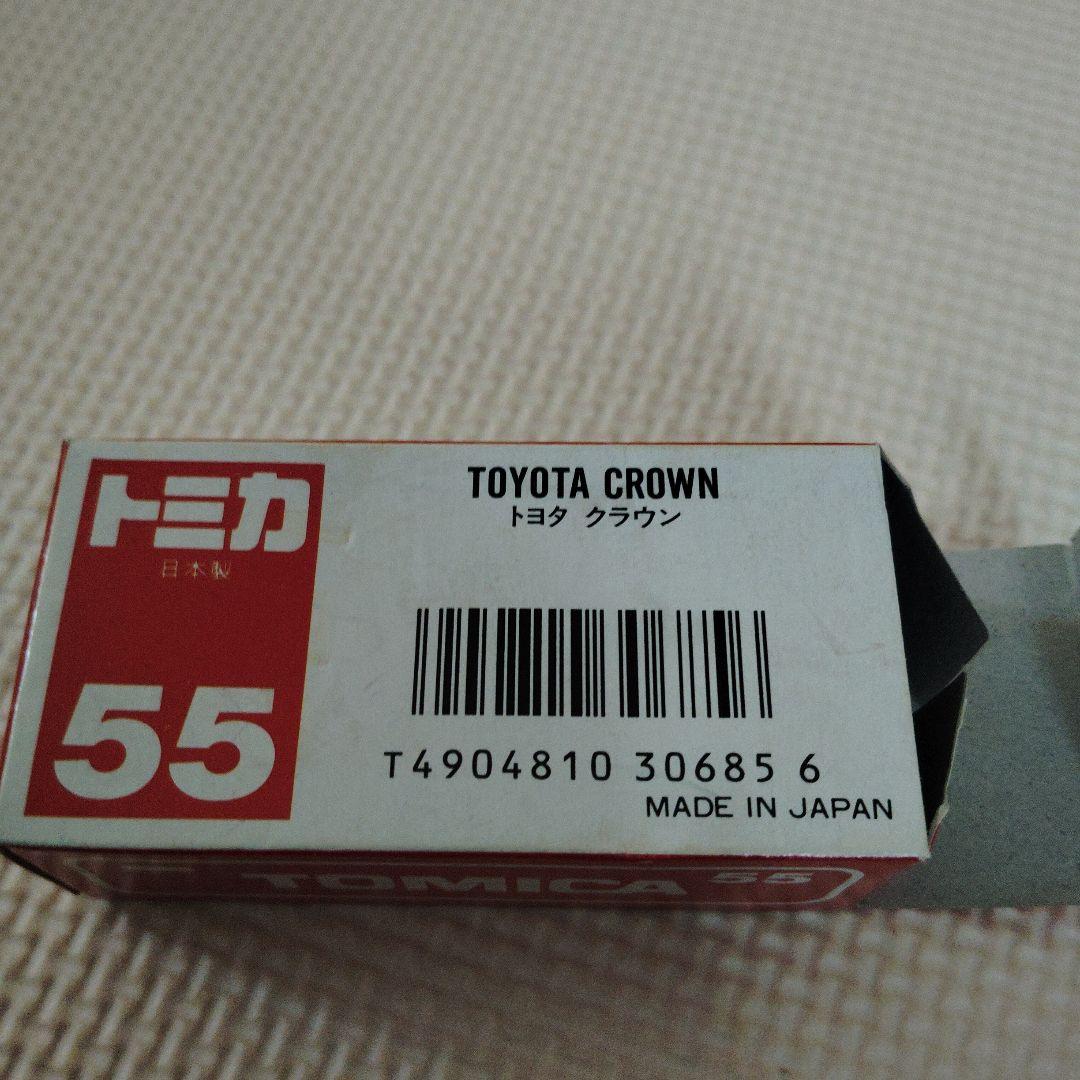 トミカ
日本製
55
TOYOTA CROWN
トヨタ クラウン
T4904810 30685 6
MADE IN JAPAN
TOMICA 55